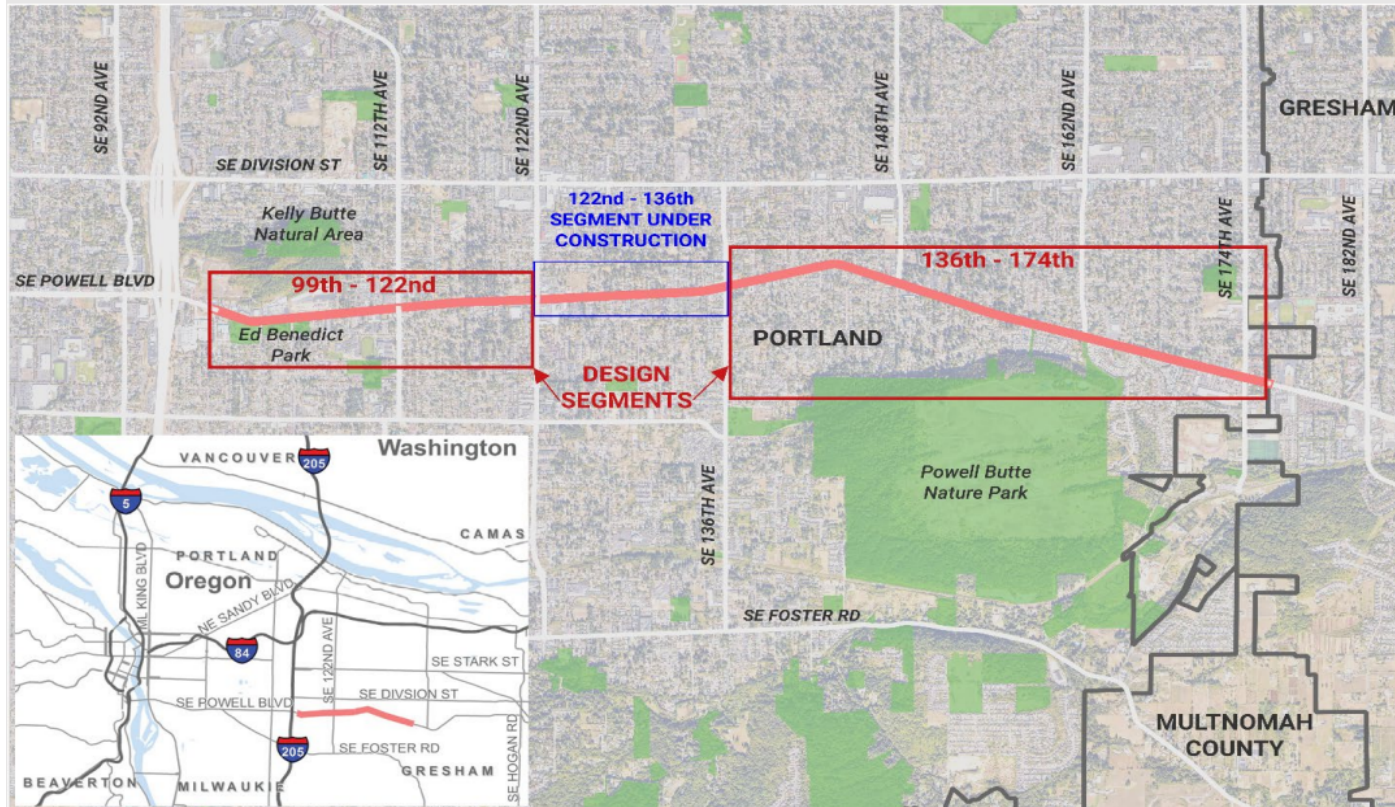 SE 92ND AVE
SE 112TH AVE
SE 122ND AVE
SE 148TH AVE
SE 162ND AVE
GRESHAM
SE DIVISION ST
Kelly Butte
Natural Area
122nd - 136th
SEGMENT UNDER
CONSTRUCTION
SE 174TH AVE
SE 182ND AVE
SE POWELL BLVD
99th - 122nd
136th - 174th
Ed Benedict
Park
PORTLAND
DESIGN
SEGMENTS
SE 136TH AVE
Powell Butte
Nature Park
SE FOSTER RD
MULTNOMAH
COUNTY
Washington
VANCOUVER
205
5
CAMAS
PORTLAND
Oregon
ML KING BLVD
NE SANDY BLVD
84
SE 122ND AVE
SE STARK ST
SE POWELL BLVD
SE DIVSION ST
SE FOSTER RD
205
GRESHAM
SE HOGAN RD
BEAVERTON
MILWAUKIE